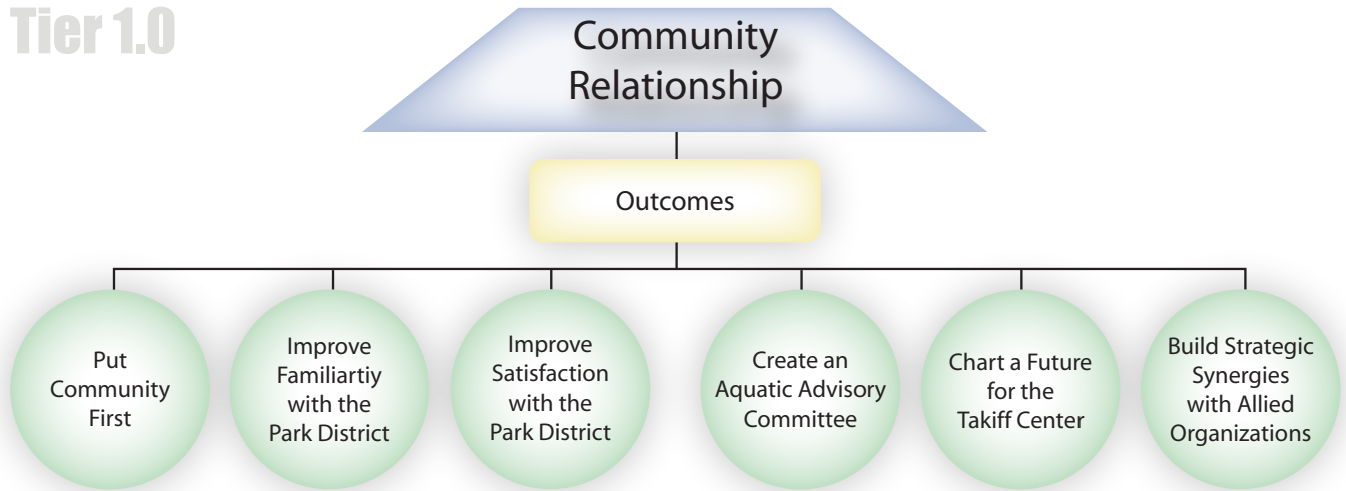 Tier 1.0
Community
Relationship
Outcomes
Put
Community
First
Improve
Familiartiy
with the
Park District
Improve
Satisfaction
with the
Park District
Create an
Aquatic Advisory
Committee
Chart a Future
for the
Takiff Center
Build Strategic
Synergies
with Allied
Organizations